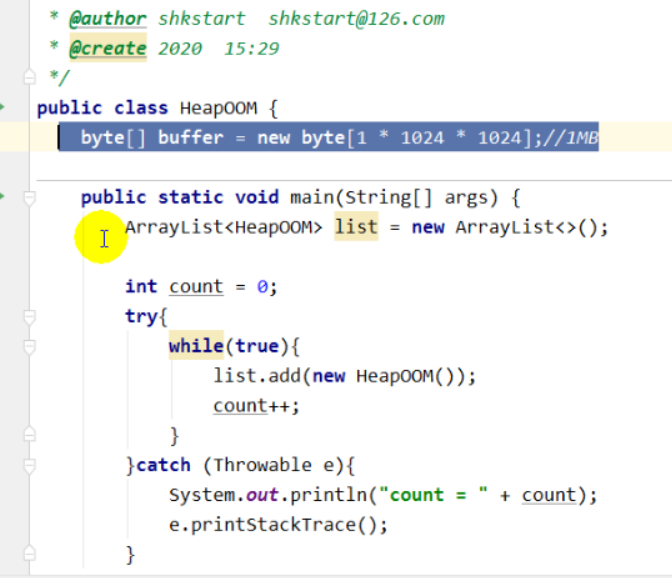 * @author shkstart  shkstart@126.com
* @create 2020  15:29
*/
public class HeapOOM {
byte[] buffer = new byte[1 * 1024 * 1024];//1MB
public static void main(String[] args) {
ArrayList<HeapOOM> list = new ArrayList<>();
int count = 0;
try{
while(true){
list.add(new HeapOOM());
count++;
}
}catch (Throwable e){
System.out.println("count = " + count);
e.printStackTrace();
}